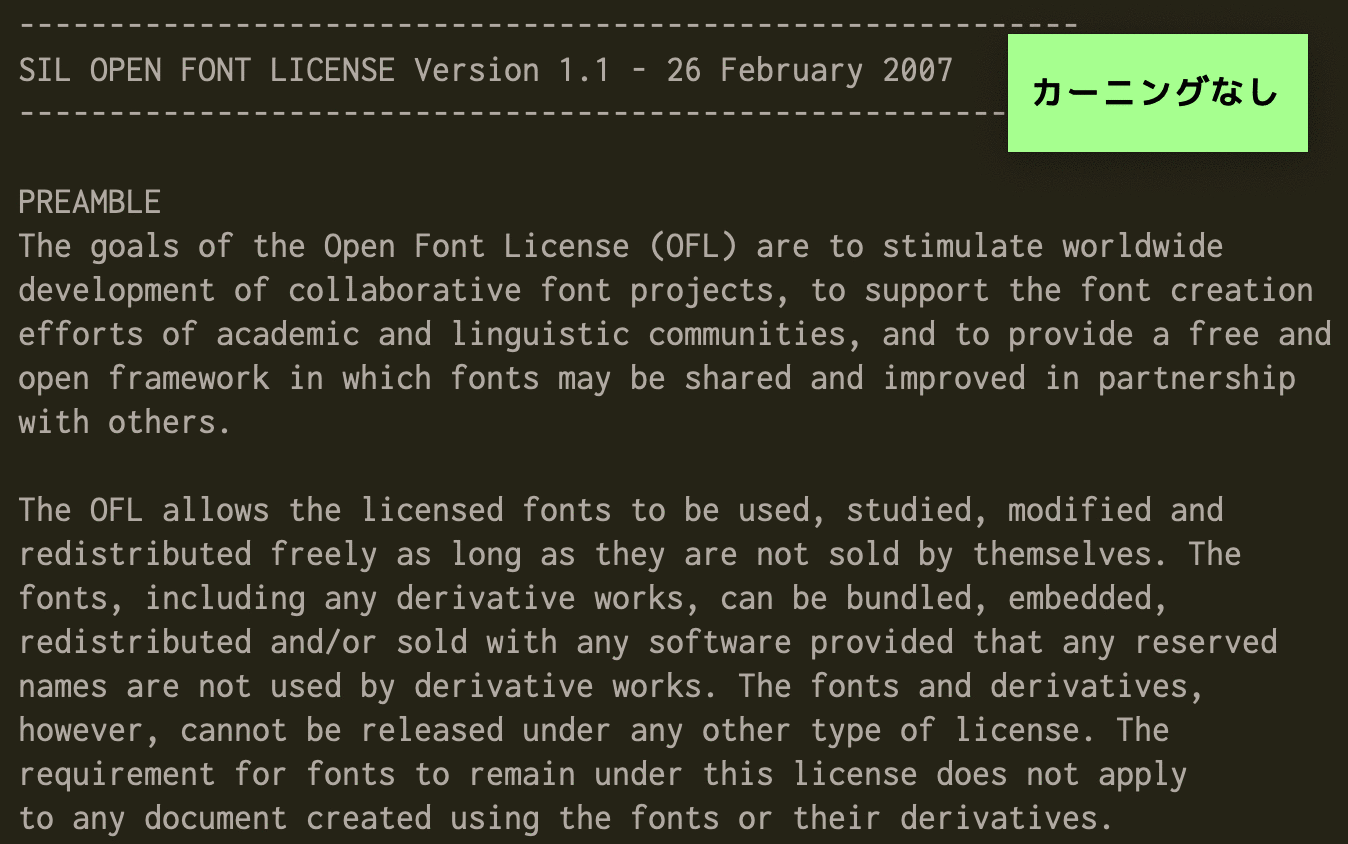 -----------------------------------------------------------
SIL OPEN FONT LICENSE Version 1.1 - 26 February 2007
カーニングなし
-------------------------------------------------------
PREAMBLE
The goals of the Open Font License (OFL) are to stimulate worldwide
development of collaborative font projects, to support the font creation
efforts of academic and linguistic communities, and to provide a free and
open framework in which fonts may be shared and improved in partnership
with others.
The OFL allows the licensed fonts to be used, studied, modified and
redistributed freely as long as they are not sold by themselves. The
fonts, including any derivative works, can be bundled, embedded,
redistributed and/or sold with any software provided that any reserved
names are not used by derivative works. The fonts and derivatives,
however, cannot be released under any other type of license. The
requirement for fonts to remain under this license does not apply
to any document created using the fonts or their derivatives.